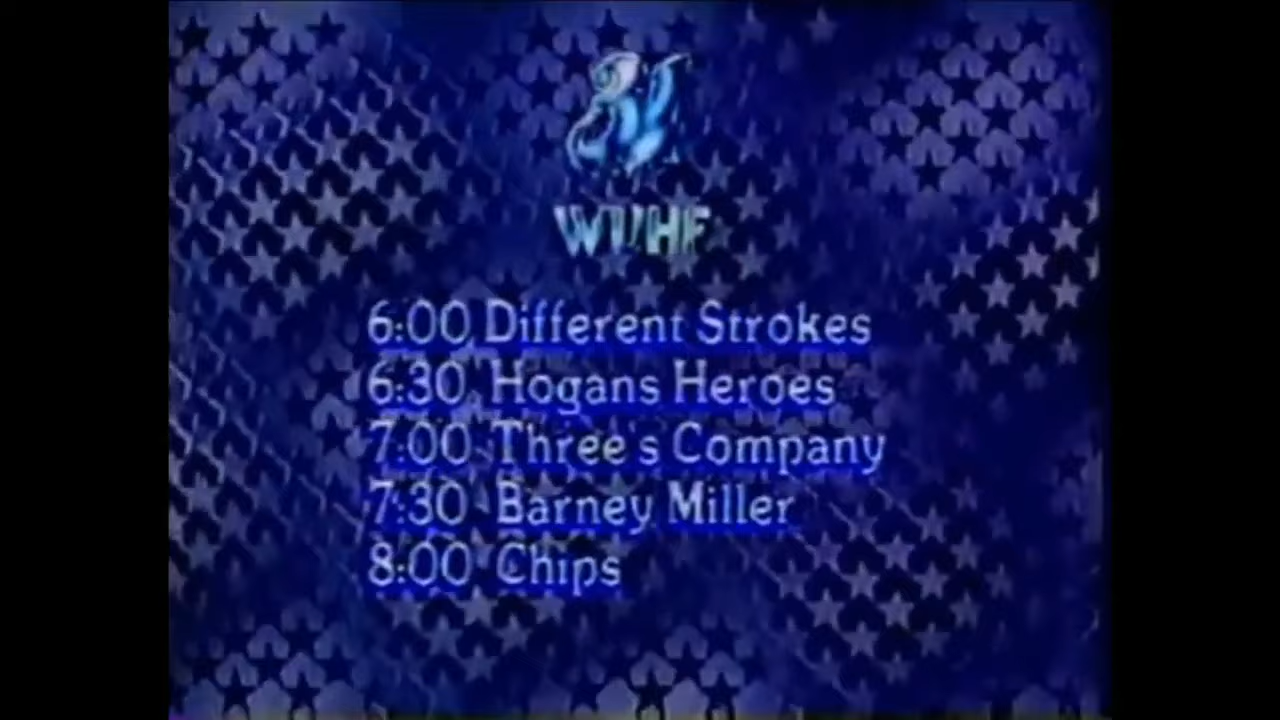 31
WUHF
6:00 Different Strokes
6:30 Hogans Heroes
7:00 Three's Company
7:30 Barney Miller
8:00 Chips